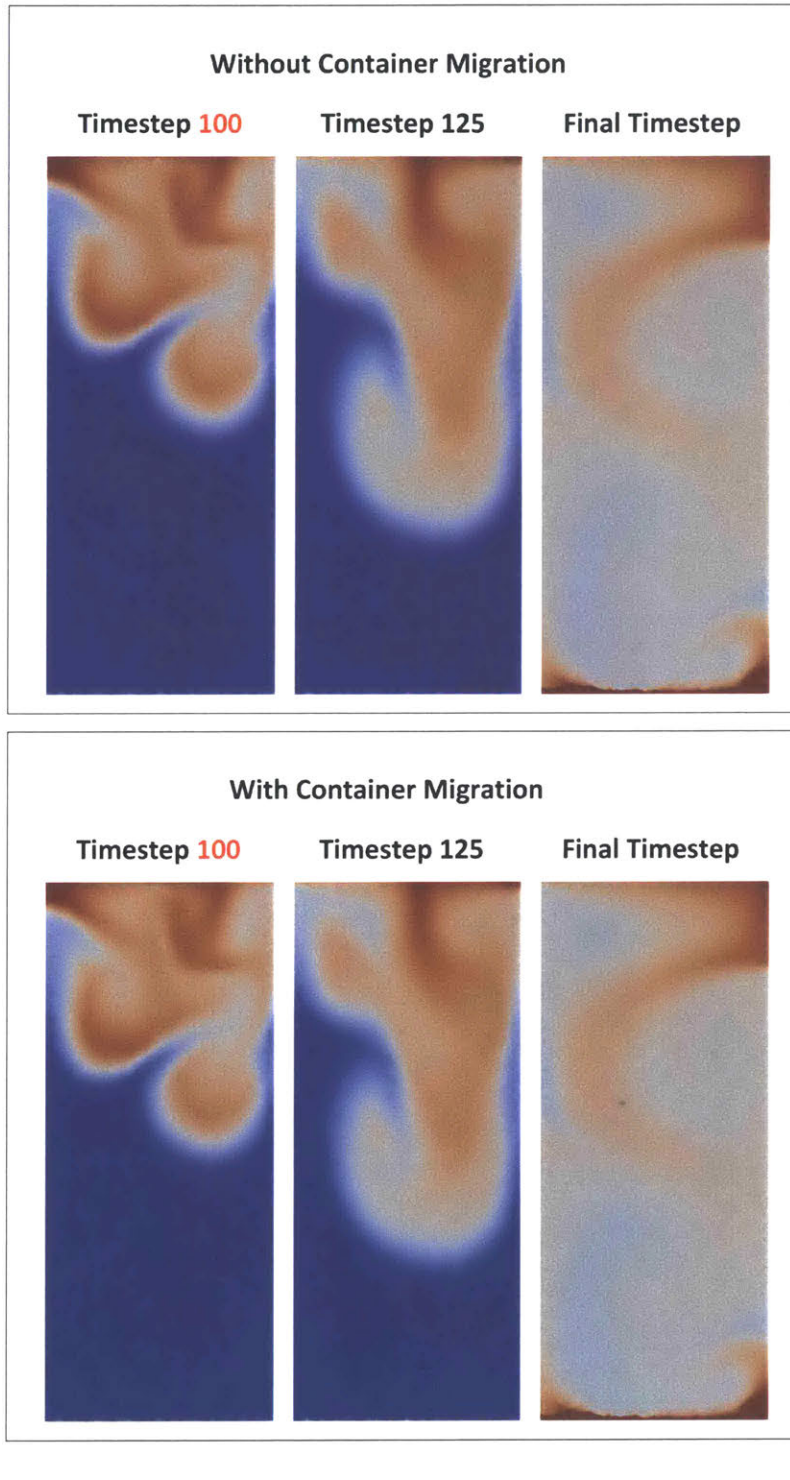 Without Container Migration
Timestep 100 Timestep 125 Final Timestep
With Container Migration
Timestep 100 Timestep 125 Final Timestep